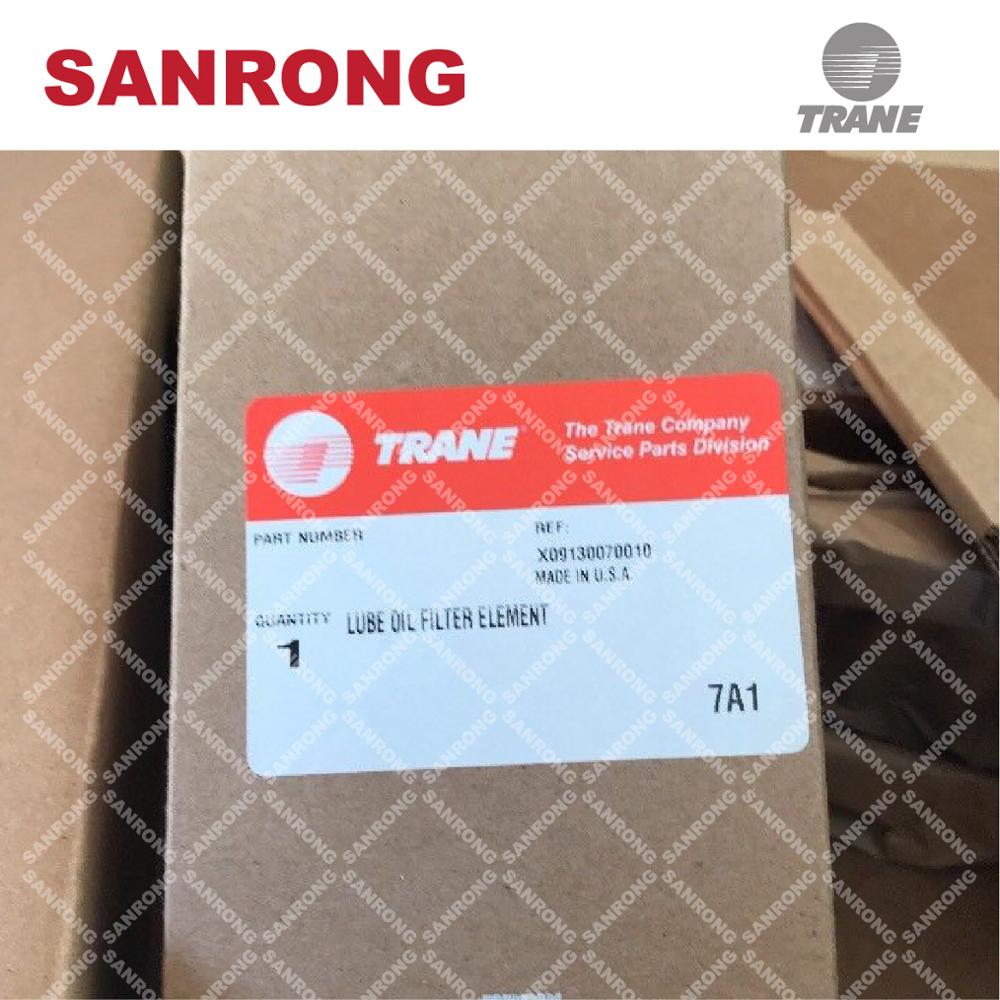 SANRONG
TRANE
TRANE
The Trane Company
Service Parts Division
PART NUMBER
REF:
X09130070010
MADE IN U.S.A.
QUANTITY LUBE OIL FILTER ELEMENT
1
7A1